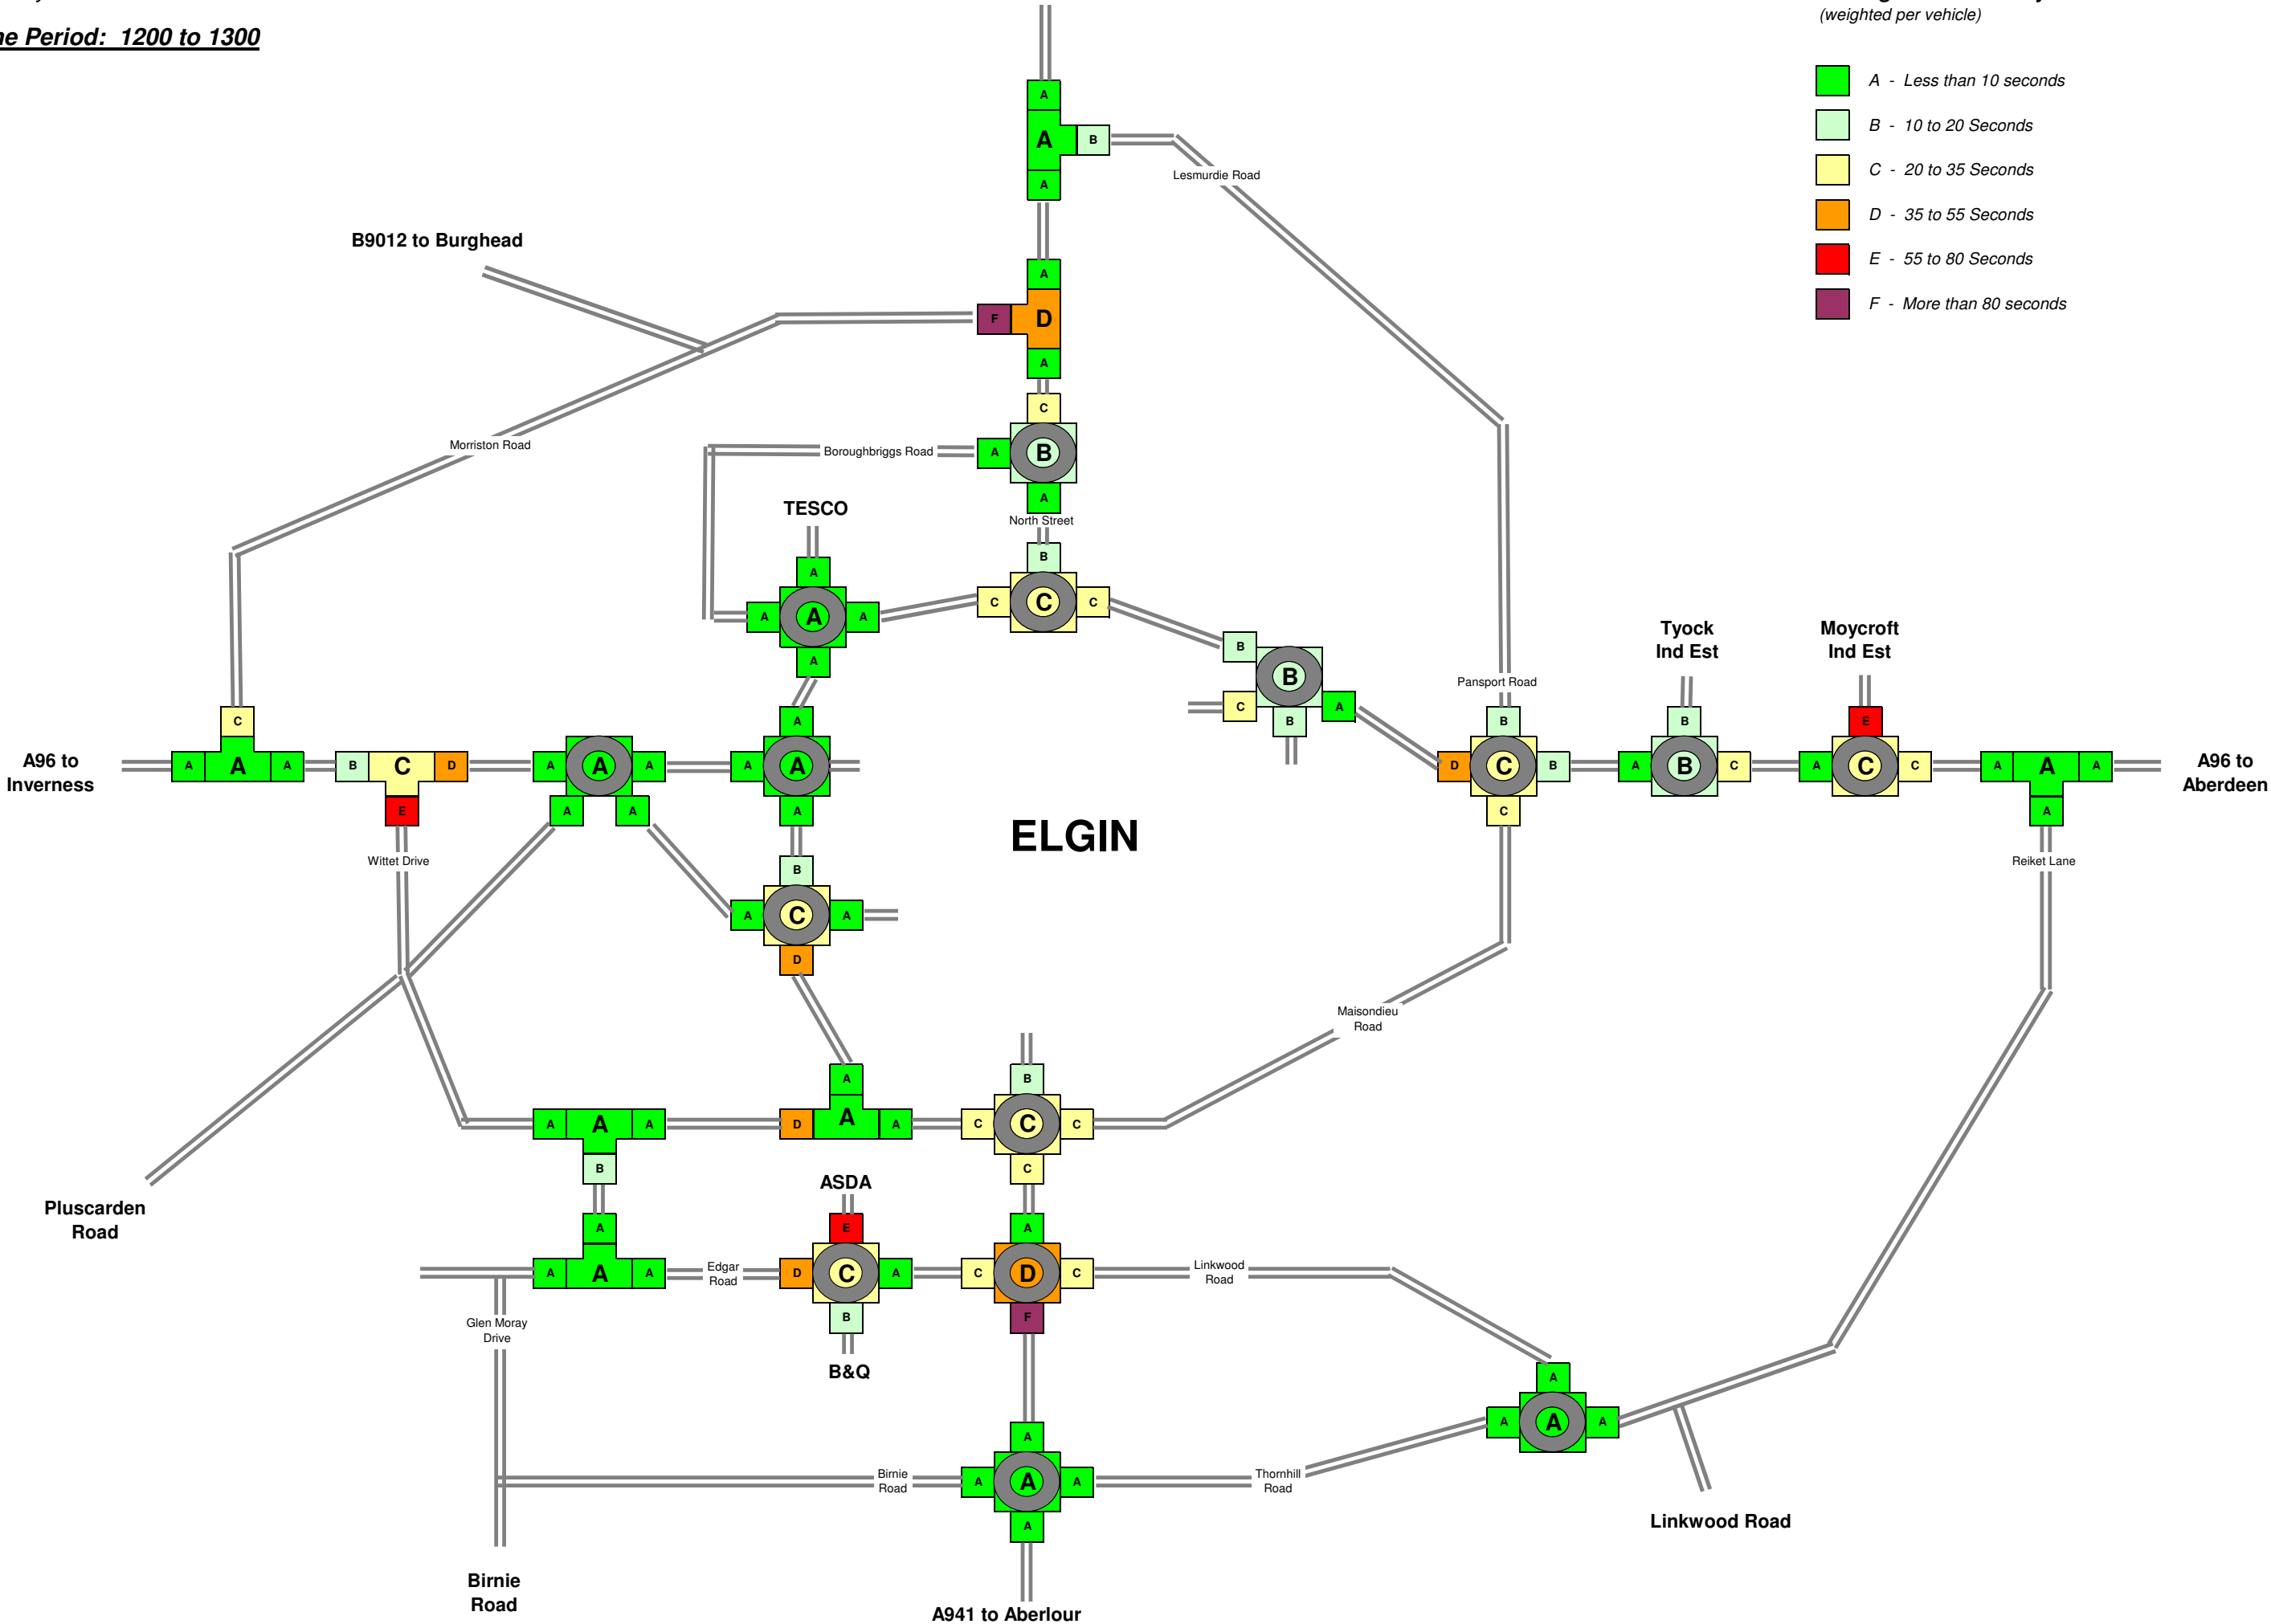 (weighted per vehicle)
ne Period: 1200 to 1300
A - Less than 10 seconds
B - 10 to 20 Seconds
C - 20 to 35 Seconds
D - 35 to 55 Seconds
E - 55 to 80 Seconds
F - More than 80 seconds
A
A B
A
Lesmurdie Road
B9012 to Burghead
A
F D
A
C
Morriston Road
Boroughbriggs Road
A B
A
TESCO
North Street
B
A
C C C
A A A
A
Tyock
Ind Est
Moycroft
Ind Est
B
B
C
B
A
Pansport Road
C
A
B
B
E
A96 to
Inverness
A A A
B C D
A A A
A A
D C B
A B C
A C C
A A A
A96 to
Aberdeen
E
A
A
A
C
A
ELGIN
Wittet Drive
Reiket Lane
B
A C A
D
Maisondieu
Road
A
B
A A A
D A A
C C C
B
C
Pluscarden
Road
ASDA
A
E
A
A A A
Edgar
Road
D C A
C D C
Linkwood
Road
Glen Moray
Drive
B
F
B&Q
A
A A A
A
Birnie
Road
A A A
Thornhill
Road
A
Linkwood Road
Birnie
Road
A941 to Aberlour